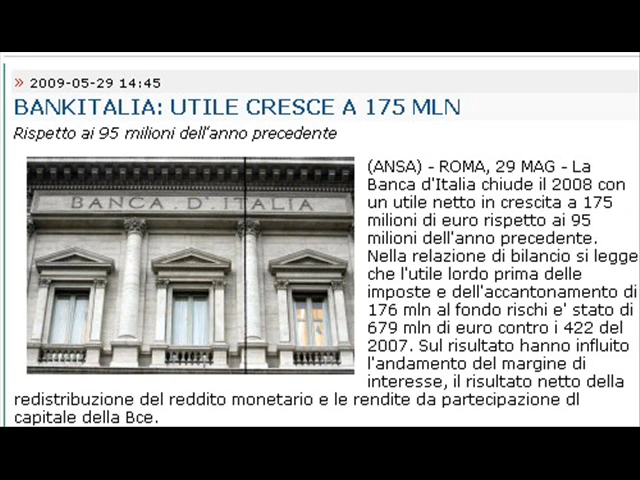 » 2009-05-29 14:45
BANKITALIA: UTILE CRESCE A 175 MLN
Rispetto ai 95 milioni dell'anno precedente
BANCA D'ITALIA
(ANSA) - ROMA, 29 MAG - La
Banca d'Italia chiude il 2008 con
un utile netto in crescita a 175
milioni di euro rispetto ai 95
milioni dell'anno precedente.
Nella relazione di bilancio si legge
che l'utile lordo prima delle
imposte e dell'accantonamento di
176 mln al fondo rischi e' stato di
679 mln di euro contro i 422 del
2007. Sul risultato hanno influito
l'andamento del margine di
interesse, il risultato netto della
redistribuzione del reddito monetario e le rendite da partecipazione dl
capitale della Bce.